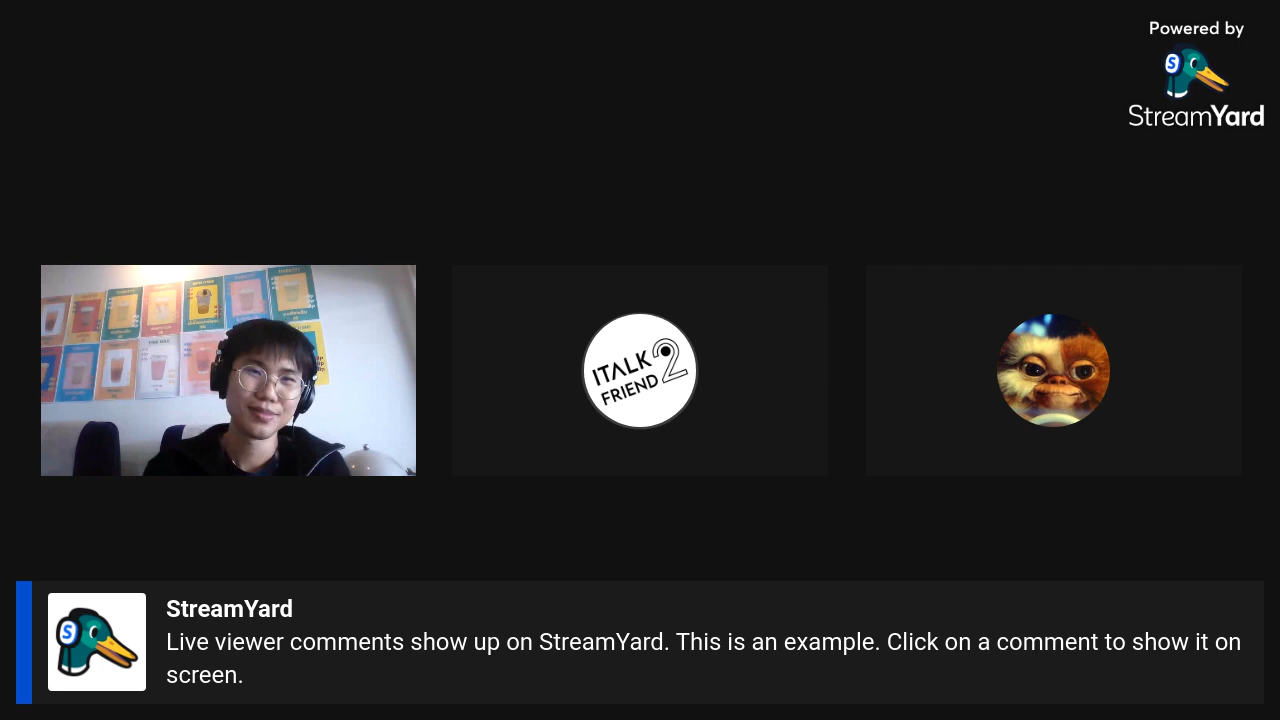 Powered by
StreamYard
ITALK
2
FRIEND
StreamYard
Live viewer comments show up on StreamYard. This is an example. Click on a comment to show it on
screen.